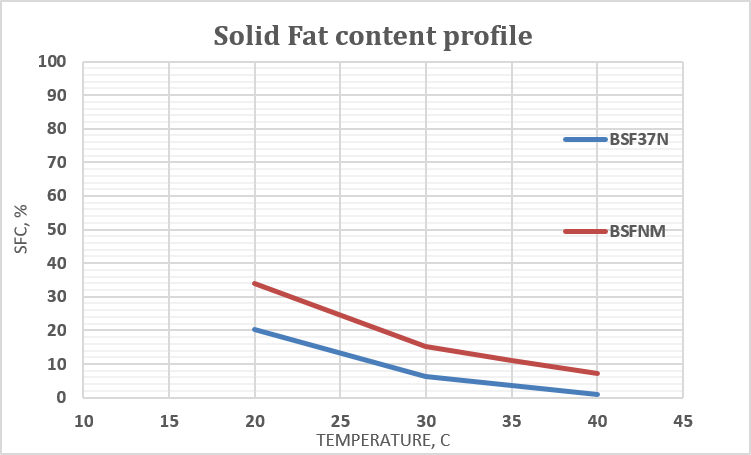 Solid Fat content profile
100
90
80
70
60
50
40
30
20
10
0
SFC, %
BSF37N
BSFNM
10 15 20 25 30 35 40 45
TEMPERATURE, C